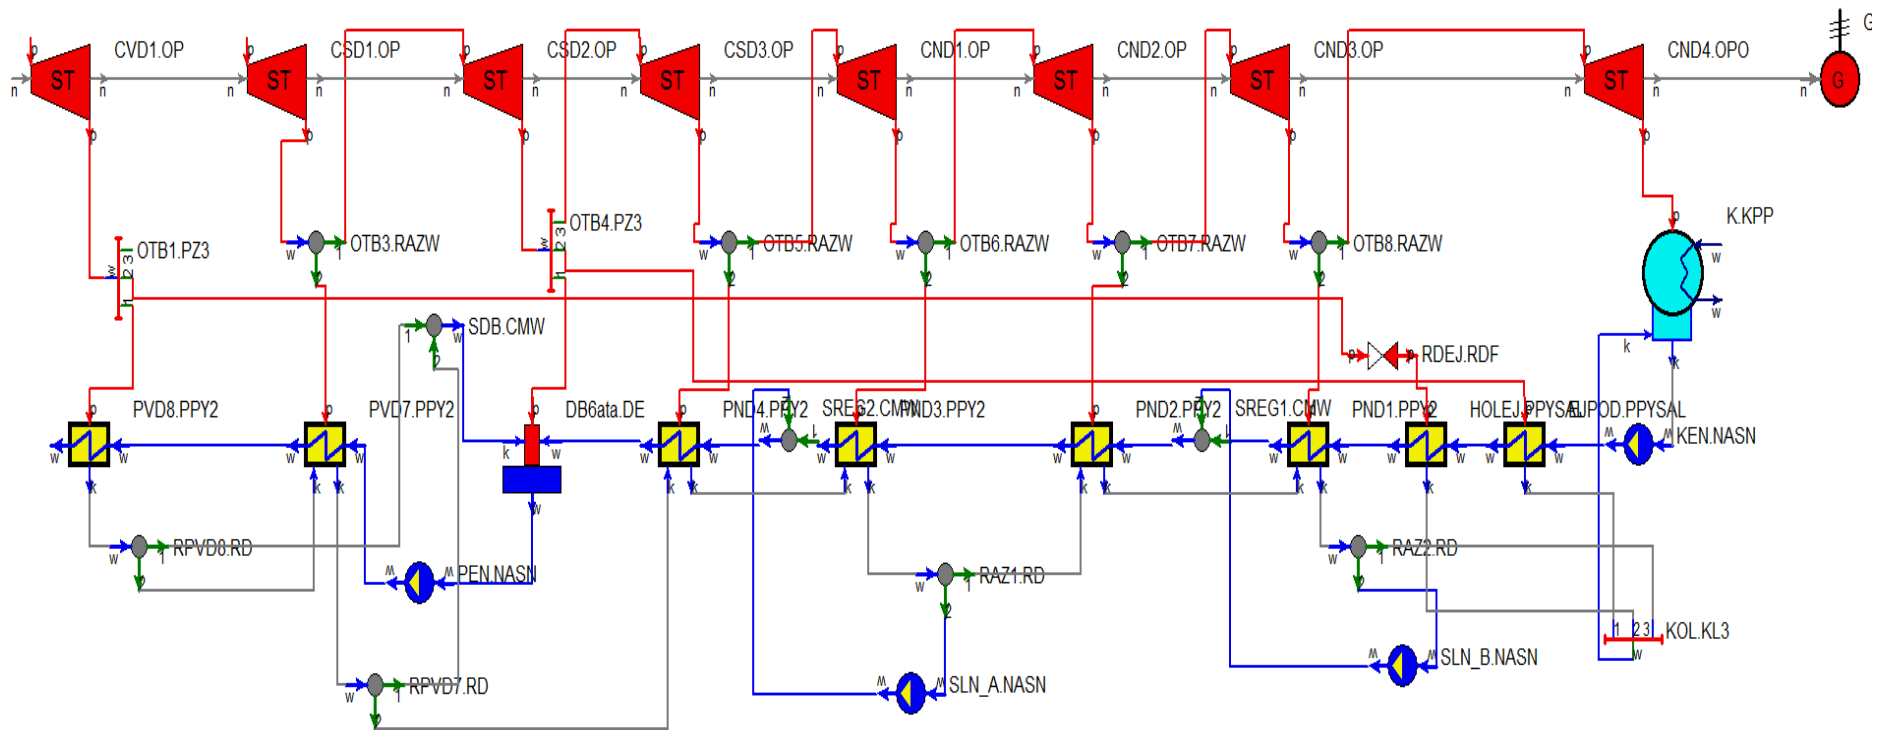 CVD1.OP
CSD1.OP
CSD2.OP
CSD3.OP
CND1.OP
CND2.OP
CND3.OP
CND4.OPO
G
ST
ST
ST
ST
ST
ST
ST
ST
G
OTB1.PZ3
OTB3.RAZW
OTB4.PZ3
OTB5.RAZW
OTB6.RAZW
OTB7.RAZW
OTB8.RAZW
K.KPP
SDB.CMW
RDEJ.RDF
PVD8.PPY2
PVD7.PPY2
DB6ata.DE
PND4.PPY2
SREG2.CMW
PND3.PPY2
PND2.PPY2
SREG1.CMW
PND1.PPY2
HOLEJ.PPYSAL
EJPOD.PPYSAL
KEN.NASN
RPVD8.RD
PEN.NASN
RAZ1.RD
RAZ2.RD
RPVD7.RD
SLN_A.NASN
SLN_B.NASN
KOL.KL3